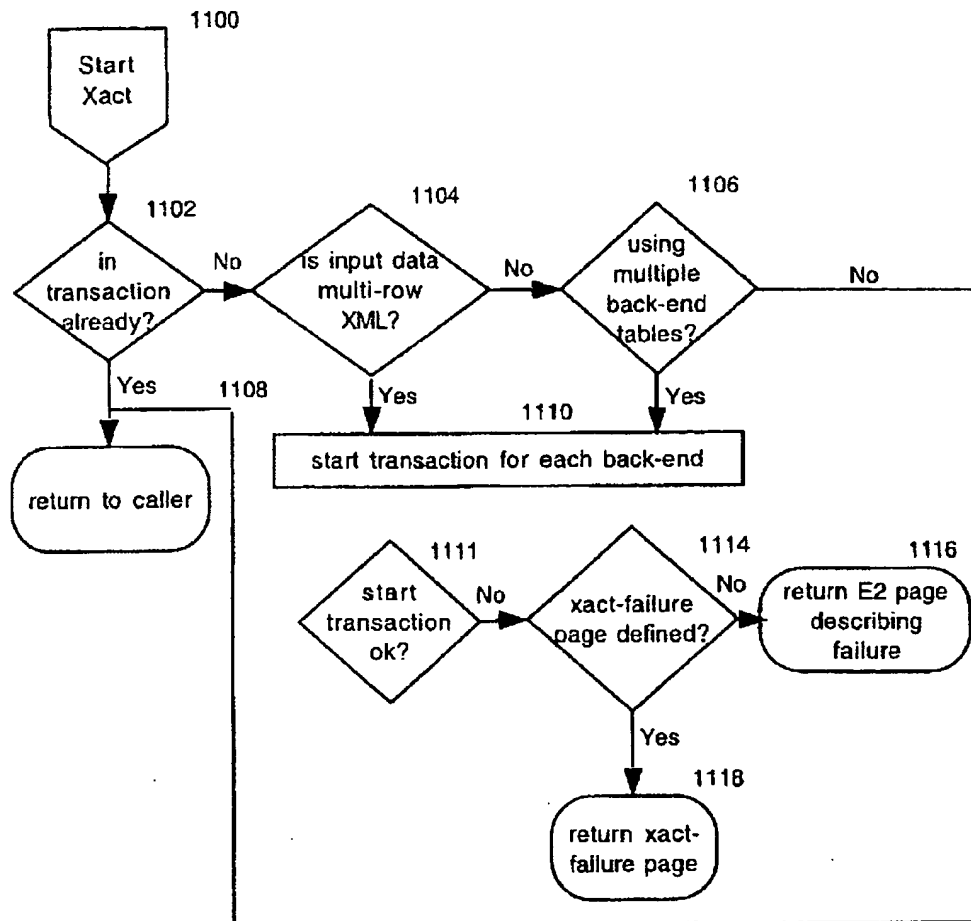 1100
Start
Xact
1102
in
transaction
already?
No
1104
is input data
multi-row
XML?
No
1106
using
multiple
back-end
tables?
No
Yes
1108
return to caller
Yes
1110
Yes
start transaction for each back-end
1111
start
transaction
ok?
No
1114
xact-failure
page defined?
No
1116
return E2 page
describing
failure
Yes
1118
return xact-
failure page